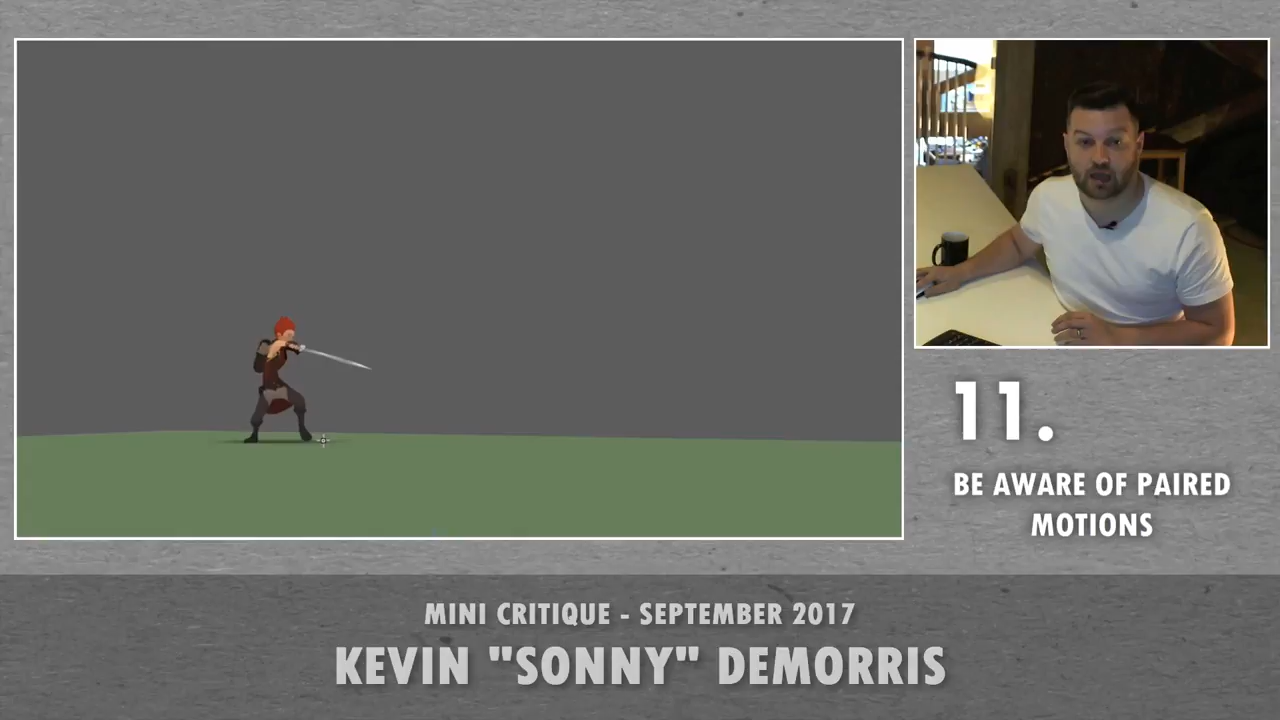 11.
BE AWARE OF PAIRED
MOTIONS
MINI CRITIQUE - SEPTEMBER 2017
KEVIN "SONNY" DEMORRIS